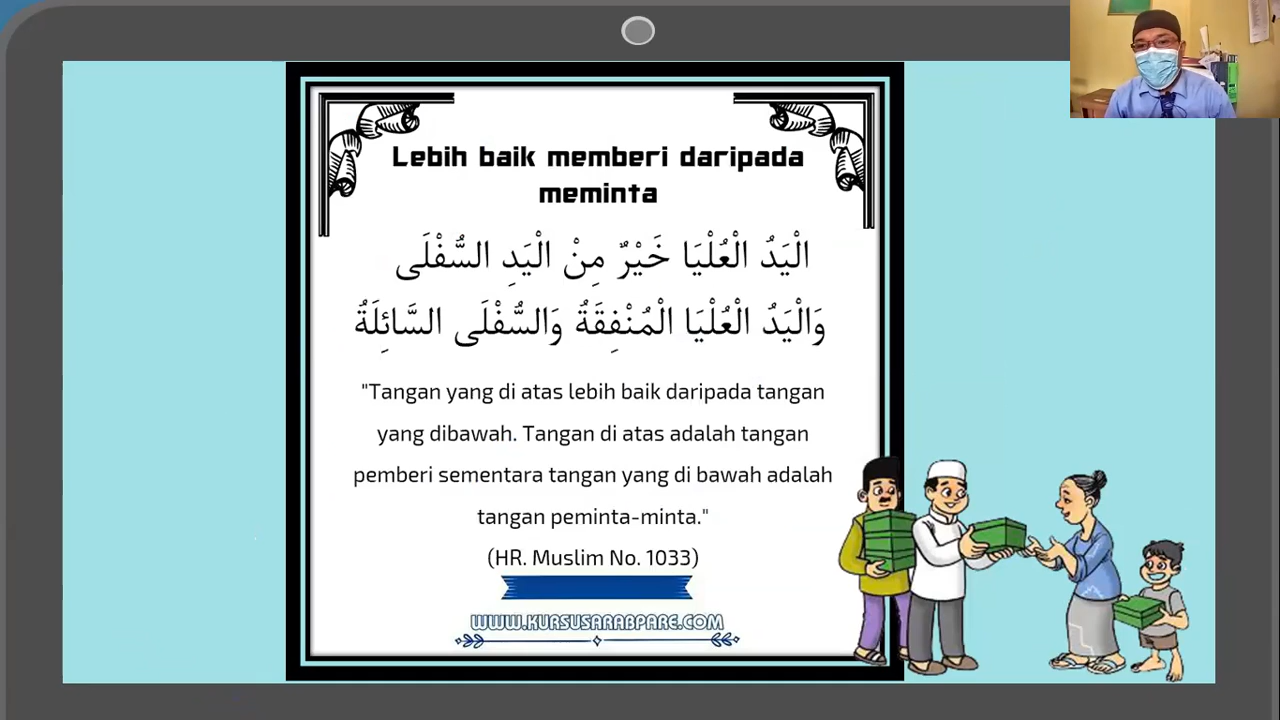 Lebih baik memberi daripada
meminta
الْيَدُ الْعُلْيَا خَيْرٌ مِنْ الْيَدِ السُّفْلَى
وَالْيَدُ الْعُلْيَا الْمُنْفِقَةُ وَالسُّفْلَى السَّائِلَةُ
"Tangan yang di atas lebih baik daripada tangan
yang dibawah. Tangan di atas adalah tangan
pemberi sementara tangan yang di bawah adalah
tangan peminta-minta."
(HR. Muslim No. 1033)
WWW.KURSUSARABPARE.COM